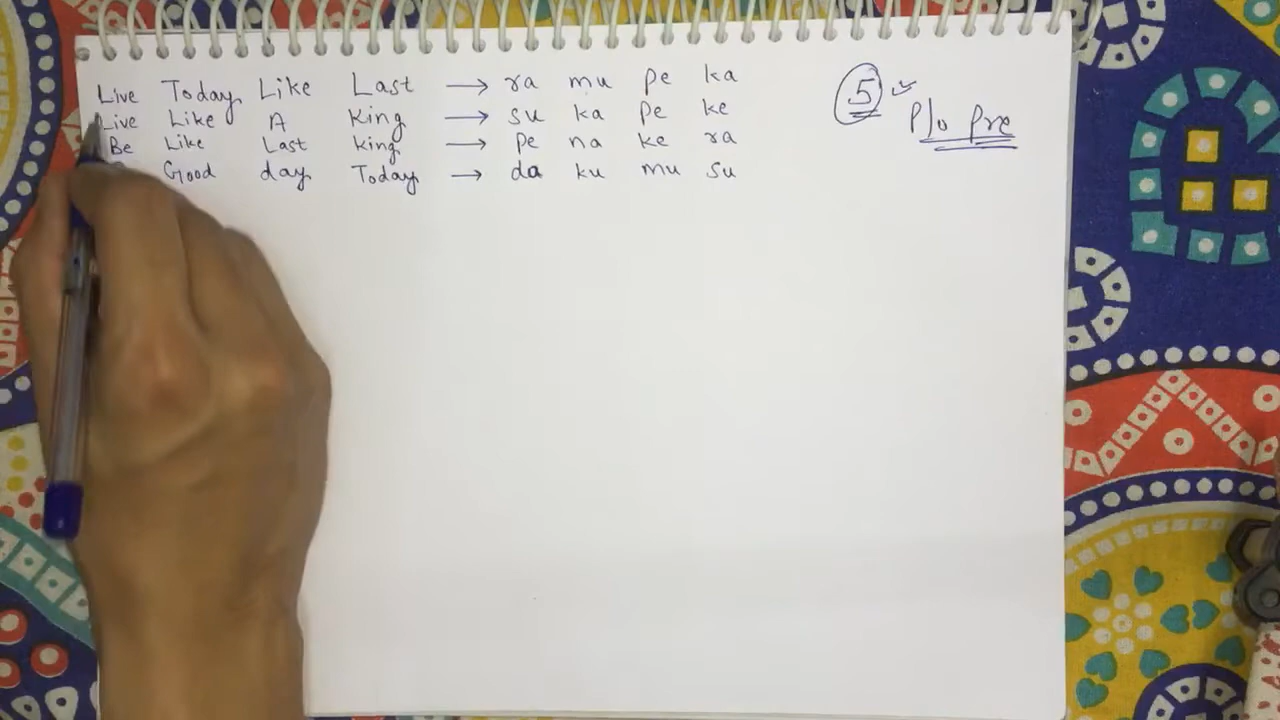 Live Today Like Last → ra mu pe ka
Live Like A King → su ka pe ke
Be Like Last king → pe na ke ra
Good day Today → da ku mu su
5
P/o Pre